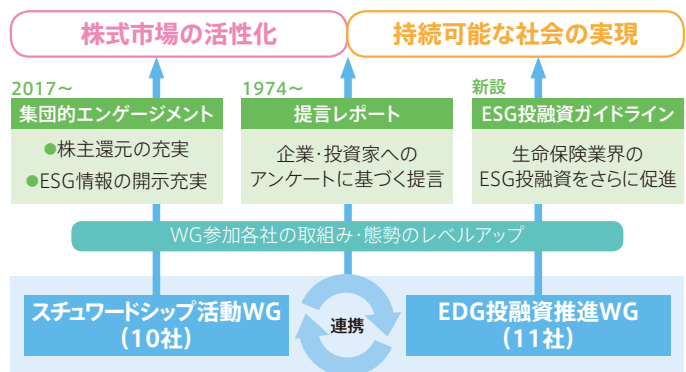 株式市場の活性化
持続可能な社会の実現
2017～
1974～
新設
集団的エンゲージメント
●株主還元の充実
●ESG情報の開示充実
提言レポート
企業・投資家への
アンケートに基づく提言
ESG投融資ガイドライン
生命保険業界の
ESG投融資をさらに促進
WG参加各社の取組み・態勢のレベルアップ
スチュワードシップ活動WG
(10社)
連携
EDG投融資推進WG
(11社)